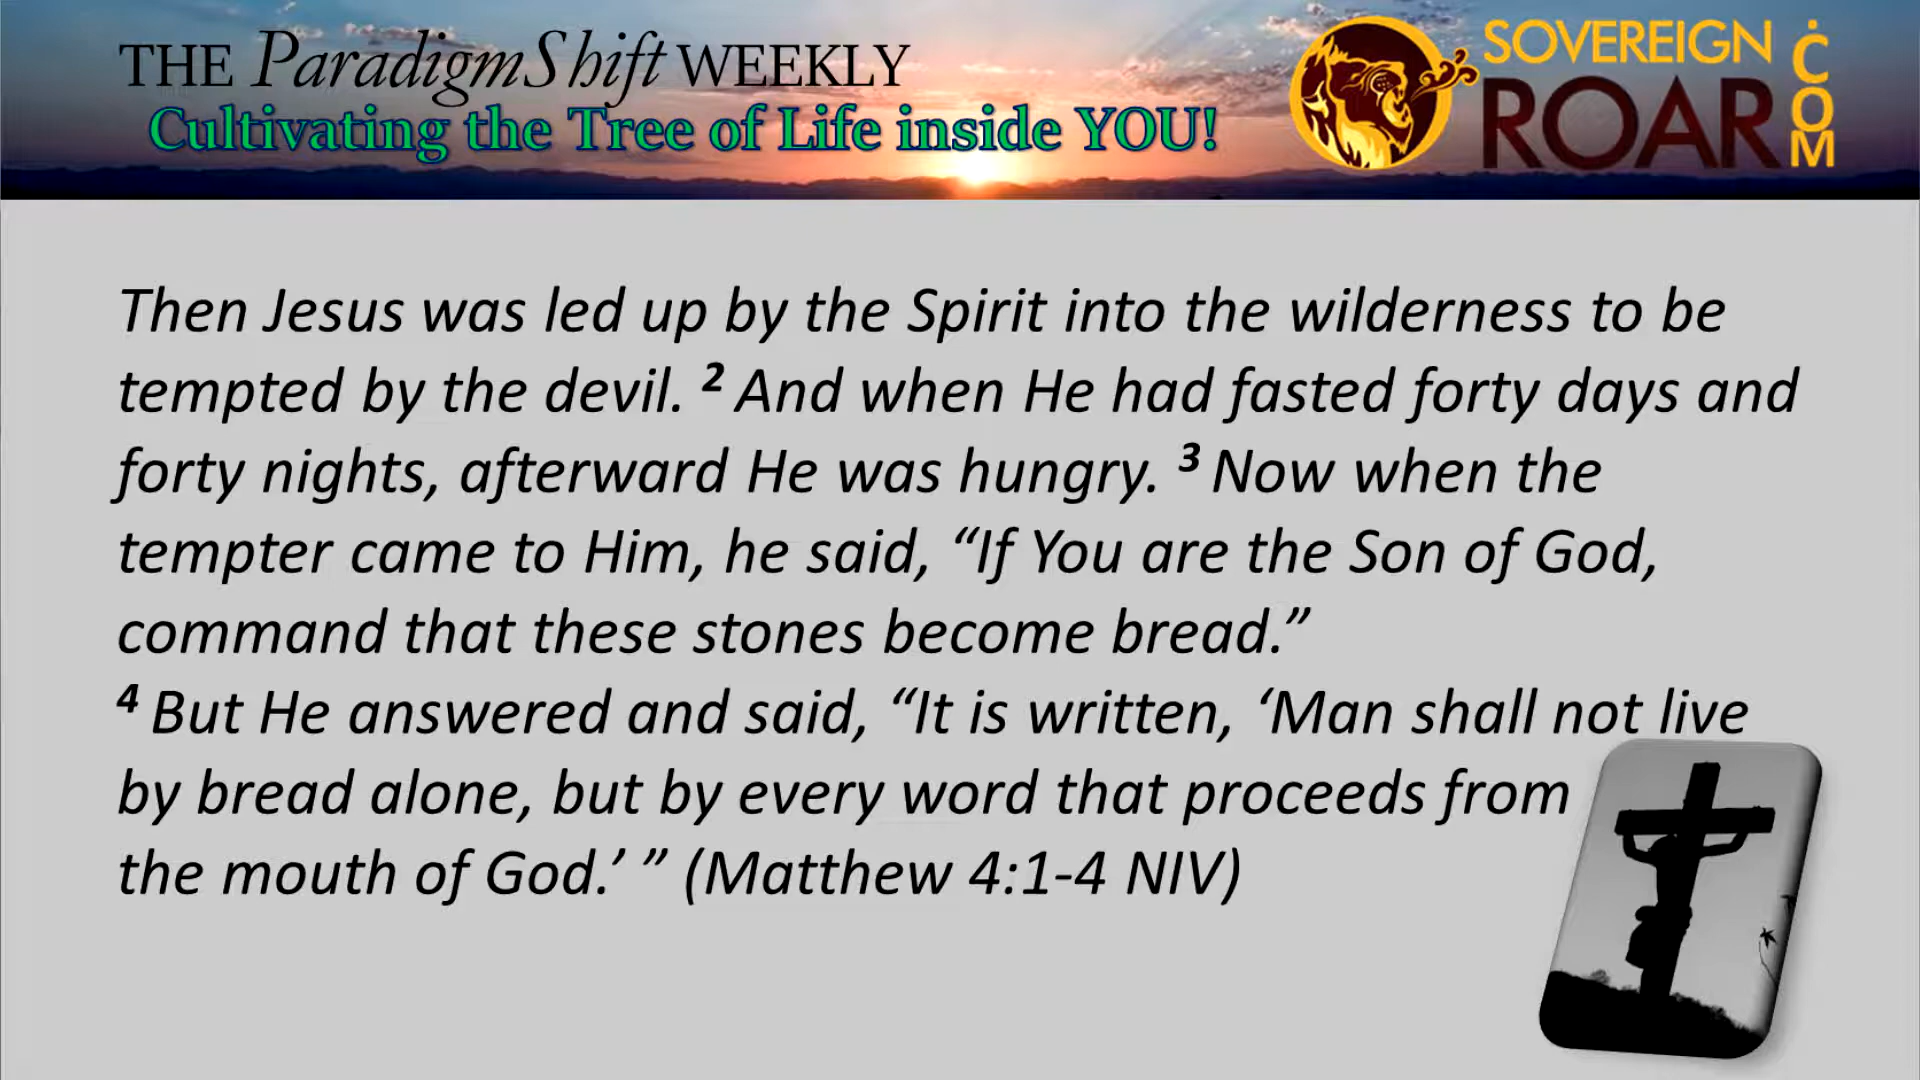 THE ParadigmShift WEEKLY
Cultivating the Tree of Life inside YOU!
SOVEREIGN
ROAR
.COM
Then Jesus was led up by the Spirit into the wilderness to be
tempted by the devil. 2 And when He had fasted forty days and
forty nights, afterward He was hungry. 3 Now when the
tempter came to Him, he said, “If You are the Son of God,
command that these stones become bread.”
4 But He answered and said, “It is written, ‘Man shall not live
by bread alone, but by every word that proceeds from
the mouth of God.’ ” (Matthew 4:1-4 NIV)